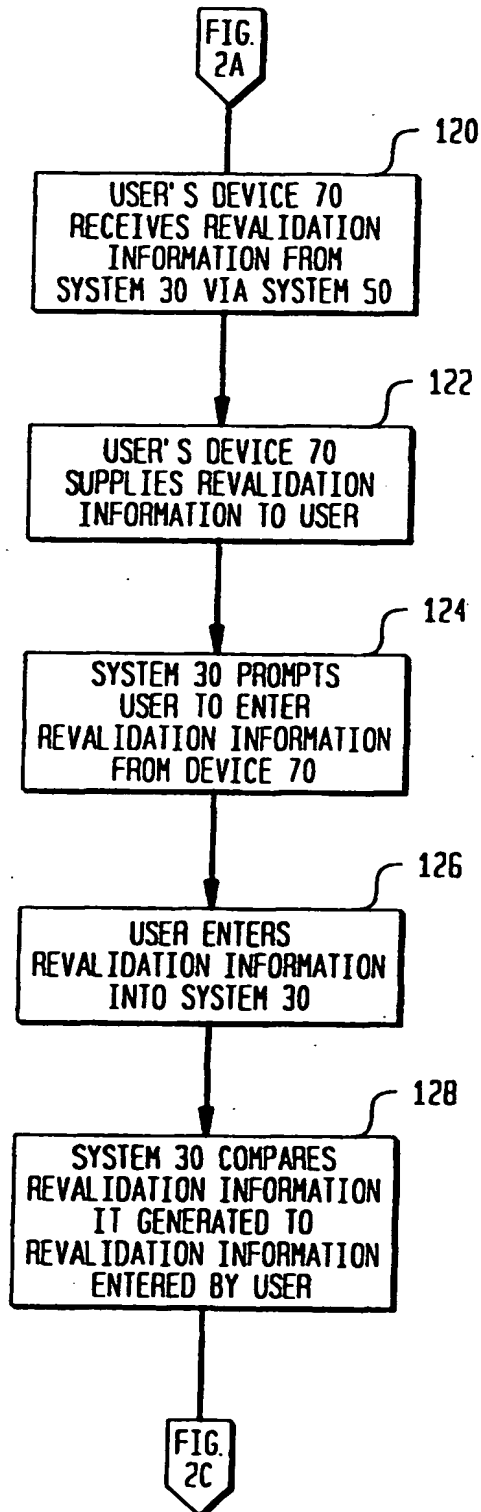 FIG.
2A
120
USER'S DEVICE 70
RECEIVES REVALIDATION
INFORMATION FROM
SYSTEM 30 VIA SYSTEM 50
122
USER'S DEVICE 70
SUPPLIES REVALIDATION
INFORMATION TO USER
124
SYSTEM 30 PROMPTS
USER TO ENTER
REVALIDATION INFORMATION
FROM DEVICE 70
126
USER ENTERS
REVALIDATION INFORMATION
INTO SYSTEM 30
128
SYSTEM 30 COMPARES
REVALIDATION INFORMATION
IT GENERATED TO
REVALIDATION INFORMATION
ENTERED BY USER
FIG.
2C